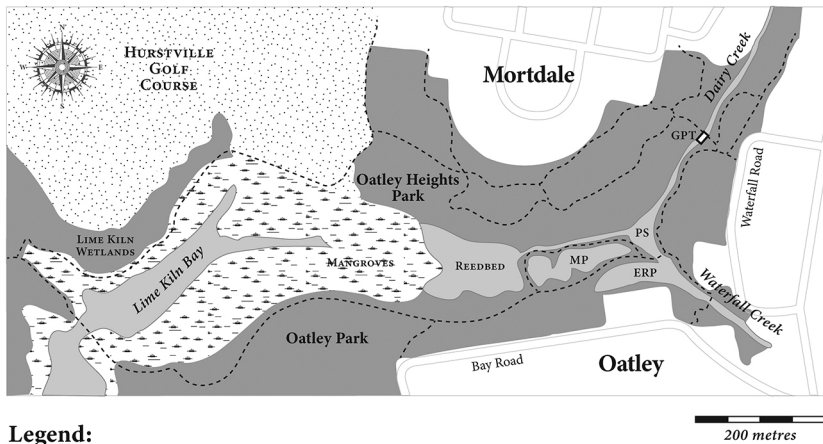 N
W
E
S
HURSTVILLE
GOLF
COURSE
Mortdale
Dairy Creek
GPT
Waterfall Road
Oatley Heights
Park
LIME KILN
WETLANDS
Lime Kiln Bay
MANGROVES
REEDBED
MP
PS
ERP
Waterfall Creek
Oatley Park
Bay Road
Oatley
Legend:
200 metres